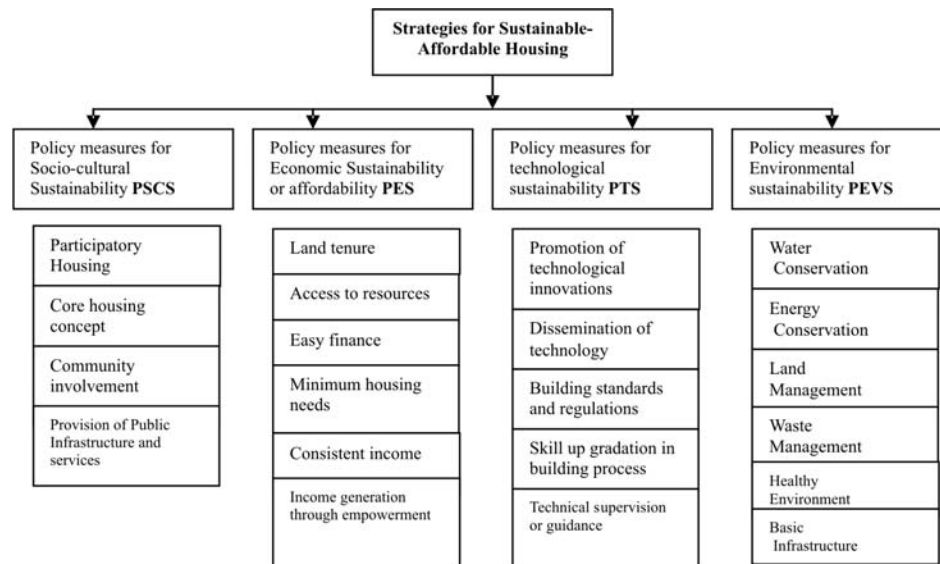 Strategies for Sustainable-
Affordable Housing
Policy measures for
Socio-cultural
Sustainability PSCS
Policy measures for
Economic Sustainability
or affordability PES
Policy measures for
technological
sustainability PTS
Policy measures for
Environmental
sustainability PEVS
Participatory
Housing
Core housing
concept
Community
involvement
Provision of Public
Infrastructure and
services
Land tenure
Access to resources
Easy finance
Minimum housing
needs
Consistent income
Income generation
through empowerment
Promotion of
technological
innovations
Dissemination of
technology
Building standards
and regulations
Skill up gradation in
building process
Technical supervision
or guidance
Water
Conservation
Energy
Conservation
Land
Management
Waste
Management
Healthy
Environment
Basic
Infrastructure